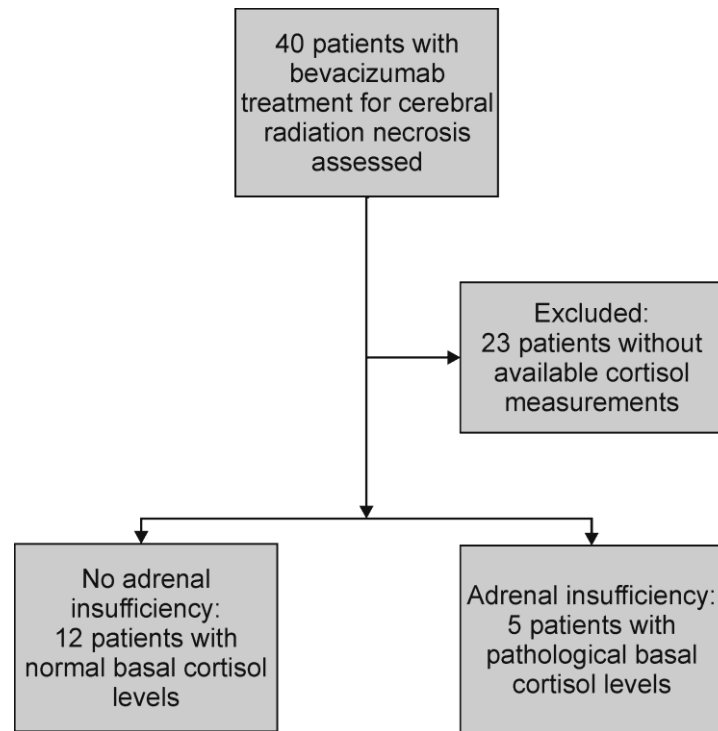 40 patients with
bevacizumab
treatment for cerebral
radiation necrosis
assessed
Excluded:
23 patients without
available cortisol
measurements
No adrenal
insufficiency:
12 patients with
normal basal cortisol
levels
Adrenal insufficiency:
5 patients with
pathological basal
cortisol levels